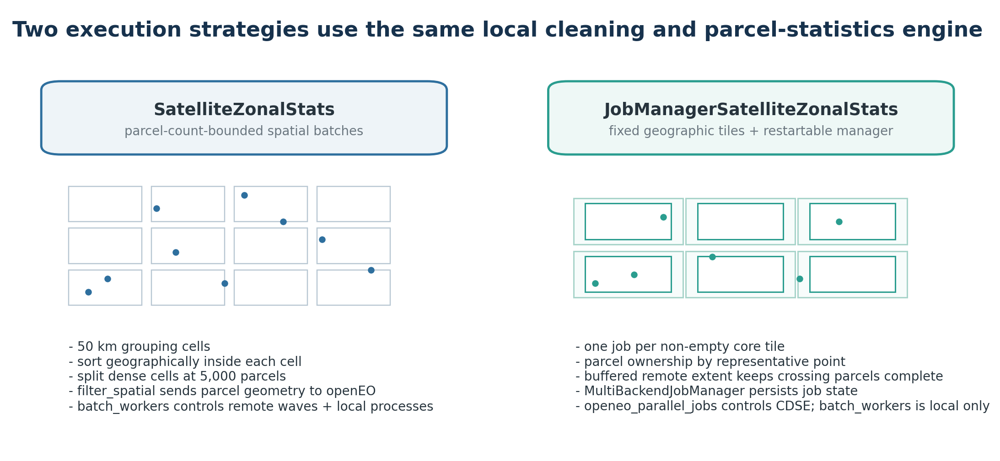 Two execution strategies use the same local cleaning and parcel-statistics engine
SatelliteZonalStats
parcel-count-bounded spatial batches
- 50 km grouping cells
- sort geographically inside each cell
- split dense cells at 5,000 parcels
- filter_spatial sends parcel geometry to openEO
- batch_workers controls remote waves + local processes
JobManagerSatelliteZonalStats
fixed geographic tiles + restartable manager
- one job per non-empty core tile
- parcel ownership by representative point
- buffered remote extent keeps crossing parcels complete
- MultiBackendJobManager persists job state
- openeo_parallel_jobs controls CDSE; batch_workers is local only